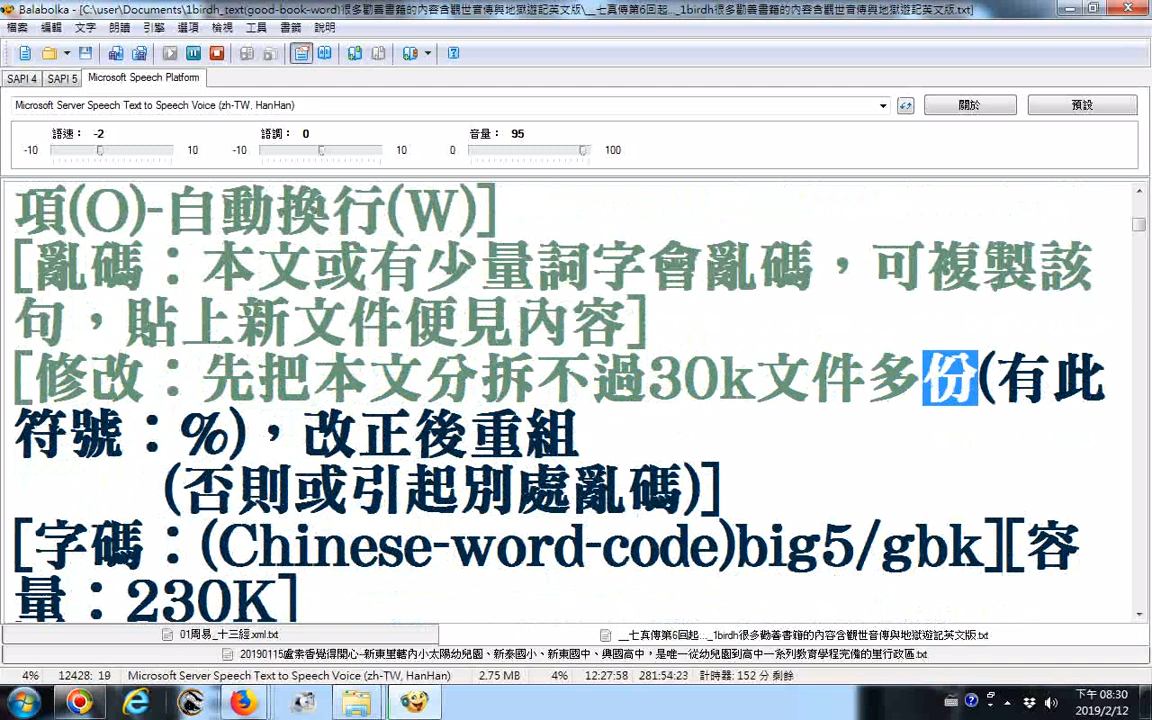 Balabolka - [C:\user\Documents\1birdh_text(good-book-word)很多勸善書籍的內容含觀世音傳與地獄遊記英文版\__七真傳第6回起..._1birdh很多勸善書籍的內容含觀世音傳與地獄遊記英文版.txt]
檔案 編輯 文字 朗讀 引擎 選項 檢視 工具 書籤 說明
SAPI 4 SAPI 5 Microsoft Speech Platform
Microsoft Server Speech Text to Speech Voice (zh-TW, HanHan) 關於 預設
語速： -2 語調： 0 音量： 95
-10 10 -10 10 0 100
項(O)-自動換行(W)]
[亂碼：本文或有少量詞字會亂碼，可複製該
句，貼上新文件便見內容]
[修改：先把本文分拆不過30k文件多份(有此
符號：%)，改正後重組
(否則或引起別處亂碼)]
[字碼：(Chinese-word-code)big5/gbk][容
量：230K]
01周易_十三經.xml.txt __七真傳第6回起..._1birdh很多勸善書籍的內容含觀世音傳與地獄遊記英文版.txt
20190115盧素香覺得開心-新東里轄內小太陽幼兒園、新泰國小、新東國中、興國高中，是唯一從幼兒園到高中一系列教育學程完備的里行政區.txt
4% 12428: 19 Microsoft Server Speech Text to Speech Voice (zh-TW, HanHan) 2.75 MB 4% 12:27:58 281:54:23 計時器: 152 分 剩餘
下午 08:30
2019/2/12